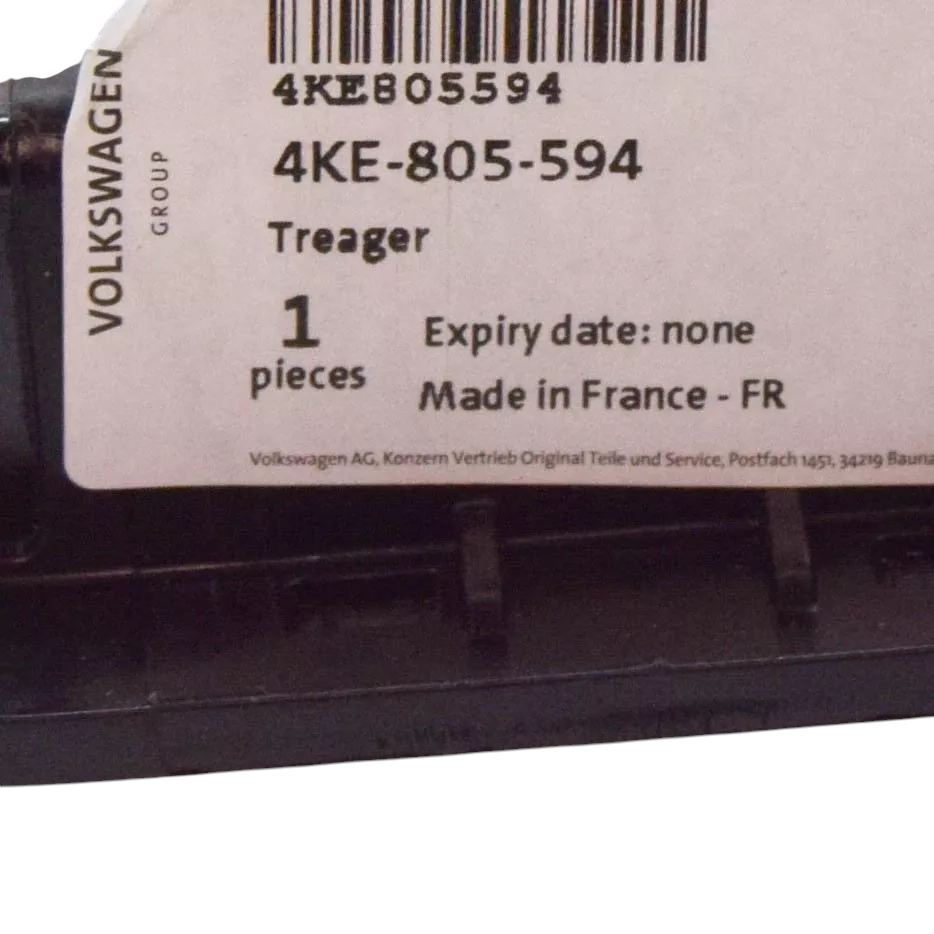 VOLKSWAGEN
GROUP
4KE805594
4KE-805-594
Treager
1
pieces
Expiry date: none
Made in France - FR
Volkswagen AG, Konzern Vertrieb Original Teile und Service, Postfach 1451, 34219 Bauna